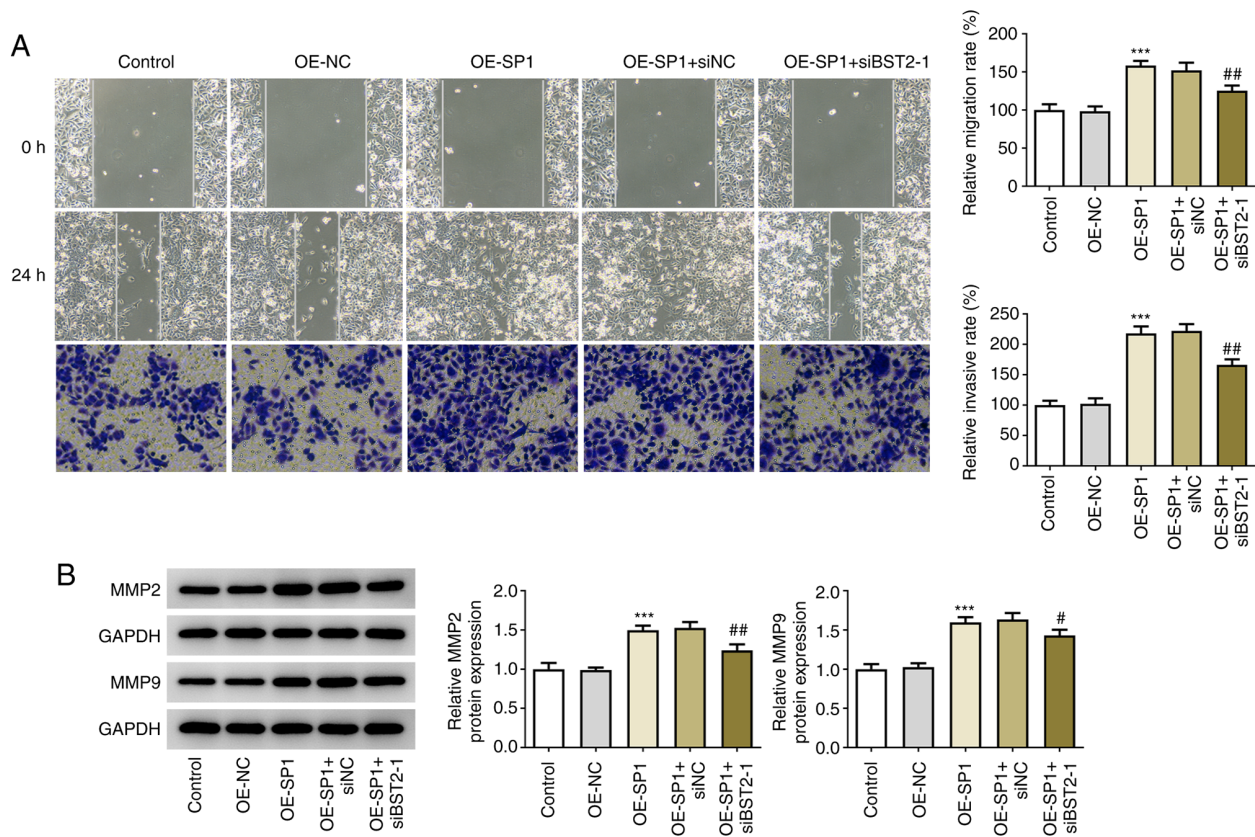 A
Control
OE-NC
OE-SP1
OE-SP1+siNC
OE-SP1+siBST2-1
0 h
24 h
Relative migration rate (%)
200
150
100
50
0
***
##
Control
OE-NC
OE-SP1
OE-SP1+
siNC
OE-SP1+
siBST2-1
Relative invasive rate (%)
250
200
150
100
50
0
***
##
Control
OE-NC
OE-SP1
OE-SP1+
siNC
OE-SP1+
siBST2-1
B
MMP2
GAPDH
MMP9
GAPDH
Control
OE-NC
OE-SP1
OE-SP1+
siNC
OE-SP1+
siBST2-1
Relative MMP2
protein expression
2.0
1.5
1.0
0.5
0.0
***
##
Control
OE-NC
OE-SP1
OE-SP1+
siNC
OE-SP1+
siBST2-1
Relative MMP9
protein expression
2.0
1.5
1.0
0.5
0.0
***
#
Control
OE-NC
OE-SP1
OE-SP1+
siNC
OE-SP1+
siBST2-1